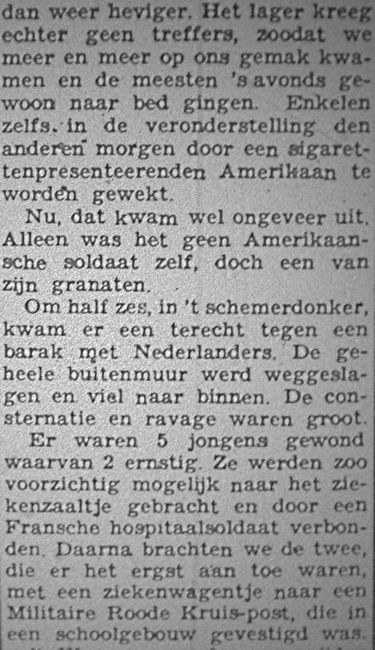 dan weer heviger. Het lager kreeg
echter geen treffers, zoodat we
meer en meer op ons gemak kwa-
men en de meesten 's avonds ge-
woon naar bed gingen. Enkelen
zelfs in de veronderstelling den
anderen morgen door een sigaret-
tenpresenteerenden Amerikaan te
worden gewekt.
Nu, dat kwam wel ongeveer uit.
Alleen was het geen Amerikaan-
sche soldaat zelf, doch een van
zijn granaten.
Om half zes, in 't schemerdonker,
kwam er een terecht tegen een
barak met Nederlanders. De ge-
heele buitenmuur werd weggesla-
gen en viel naar binnen. De con-
sternatie en ravage waren groot.
Er waren 5 jongens gewond
waarvan 2 ernstig. Ze werden zoo
voorzichtig mogelijk naar het zie-
kenzaaltje gebracht en door een
Fransche hospitaalsoldaat verbon-
den. Daarna brachten we de twee,
die er het ergst aan toe waren,
met een ziekenwagentje naar een
Militaire Roode Kruis-post, die in
een schoolgebouw gevestigd was.